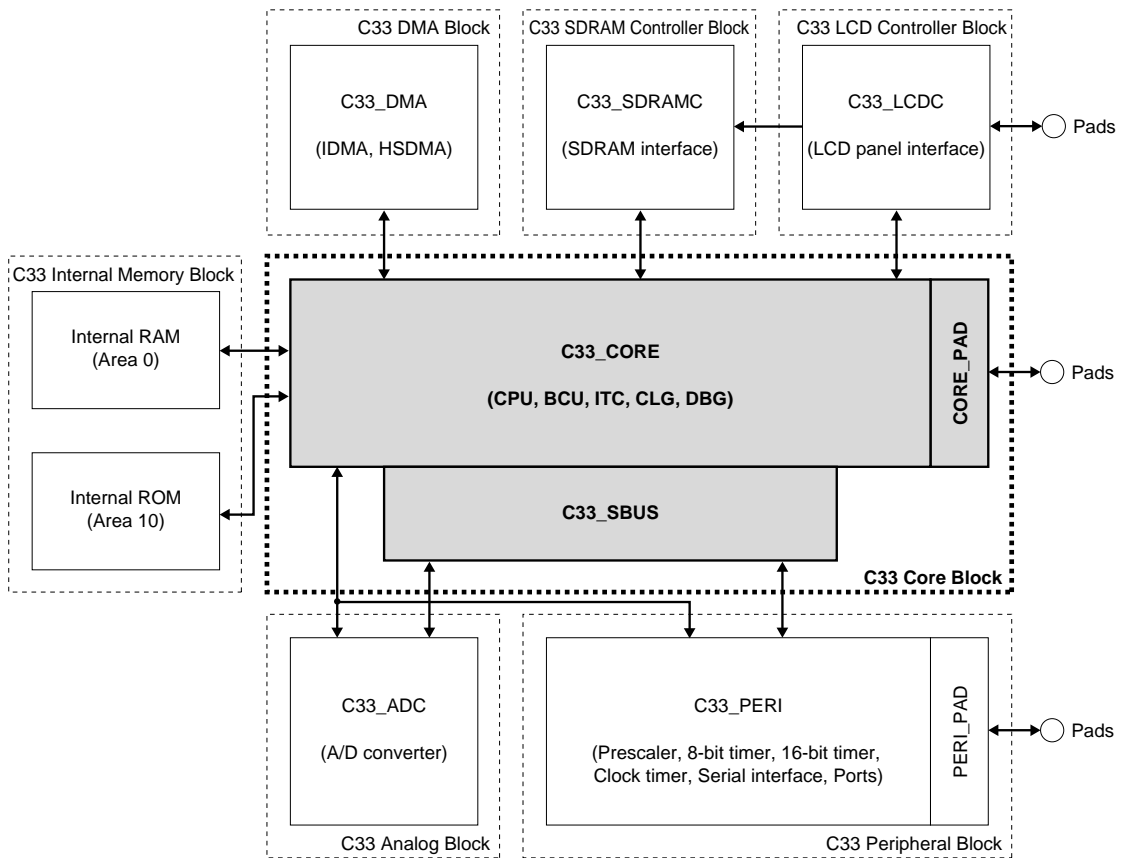 C33 DMA Block
C33_DMA
(IDMA, HSDMA)
C33 SDRAM Controller Block
C33_SDRAMC
(SDRAM interface)
C33 LCD Controller Block
C33_LCDC
(LCD panel interface)
Pads
C33 Internal Memory Block
Internal RAM
(Area 0)
Internal ROM
(Area 10)
C33_CORE
(CPU, BCU, ITC, CLG, DBG)
CORE_PAD
Pads
C33_SBUS
C33 Core Block
C33_ADC
(A/D converter)
C33 Analog Block
C33_PERI
(Prescaler, 8-bit timer, 16-bit timer,
Clock timer, Serial interface, Ports)
PERI_PAD
Pads
C33 Peripheral Block